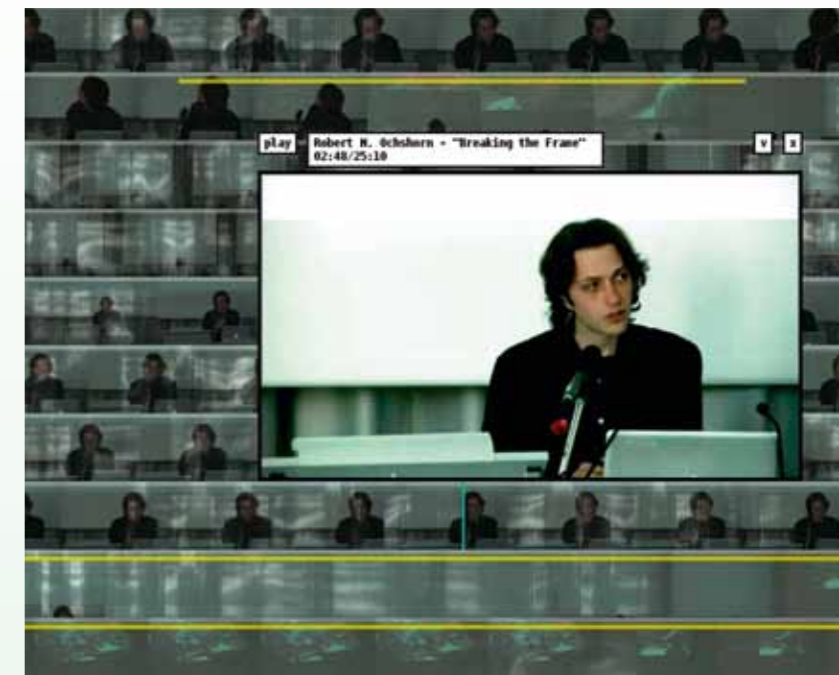 play
Robert M. Ochshorn - "Breaking the Frame"
02:48/25:10
v
x